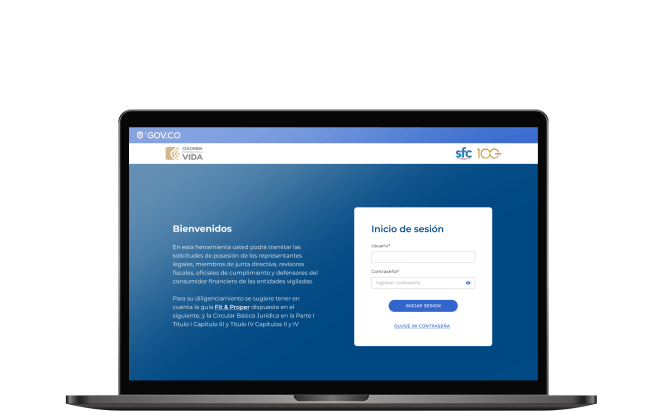 GOV.CO
COLOMBIA
VIDA
sfc 100
Bienvenidos
En esta herramienta usted podrá tramitar las
solicitudes de posesión de los representantes
legales, miembros de junta directiva, revisores
fiscales, oficiales de cumplimiento y defensores del
consumidor financiero de las entidades vigiladas.
Para su diligenciamiento se sugiere tener en
cuenta la guía Fit & Proper dispuesta en el
siguiente, y la Circular Básica Jurídica en la Parte I
Título I Capítulo III y Título IV Capítulos II y IV
Inicio de sesión
Usuario*
Contraseña*
Ingresar contraseña
INICIAR SESION
OLVIDÉ MI CONTRASEÑA